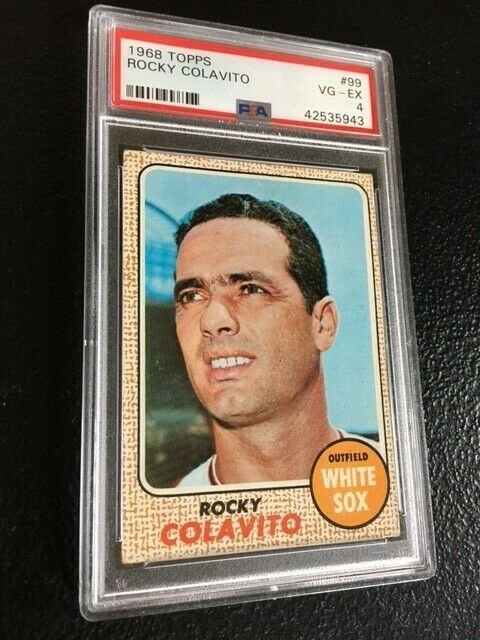 1968 TOPPS #99
ROCKY COLAVITO VG-EX
4
PSA 42535943
OUTFIELD
WHITE
SOX
ROCKY
COLAVITO